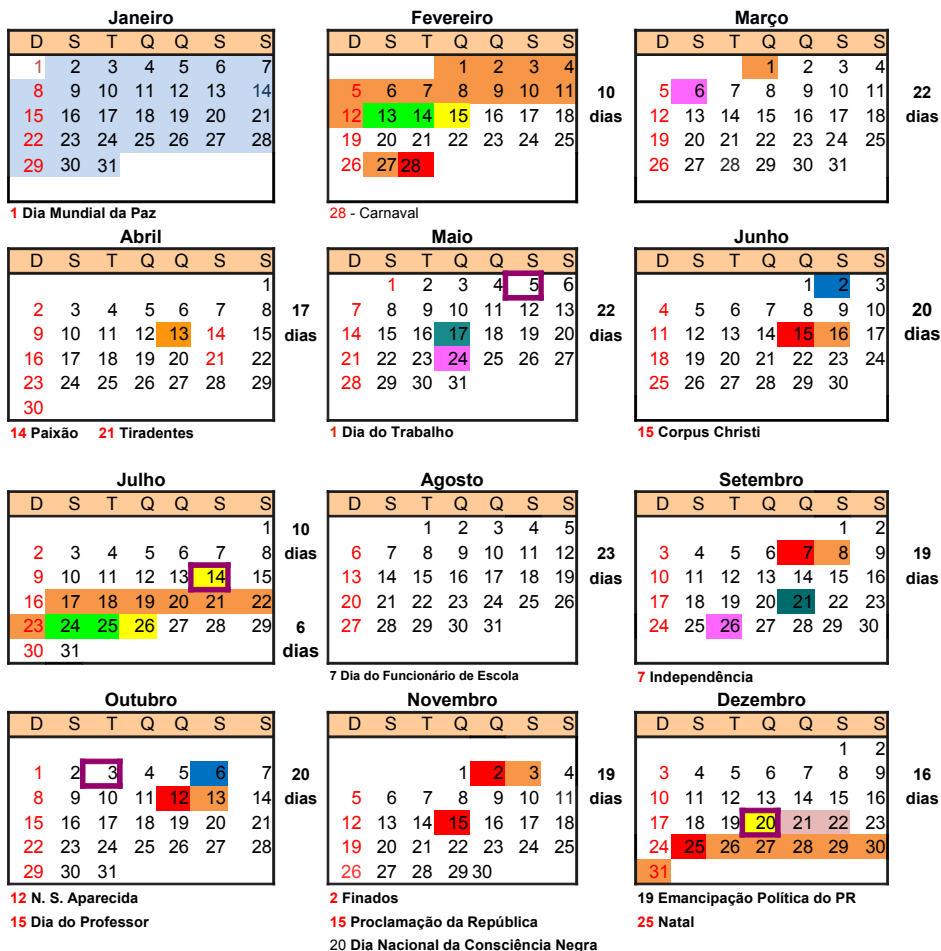 Janeiro
D S T Q Q S S
1 2 3 4 5 6 7
8 9 10 11 12 13 14
15 16 17 18 19 20 21
22 23 24 25 26 27 28
29 30 31
1 Dia Mundial da Paz
Fevereiro
D S T Q Q S S
1 2 3 4
5 6 7 8 9 10 11
12 13 14 15 16 17 18
19 20 21 22 23 24 25
26 27 28
10
dias
28 - Carnaval
Março
D S T Q Q S S
1 2 3 4
5 6 7 8 9 10 11
12 13 14 15 16 17 18
19 20 21 22 23 24 25
26 27 28 29 30 31
22
dias
Abril
D S T Q Q S S
1
2 3 4 5 6 7 8
9 10 11 12 13 14 15
16 17 18 19 20 21 22
23 24 25 26 27 28 29
30
17
dias
14 Paixão 21 Tiradentes
Maio
D S T Q Q S S
1 2 3 4 5 6
7 8 9 10 11 12 13
14 15 16 17 18 19 20
21 22 23 24 25 26 27
28 29 30 31
22
dias
1 Dia do Trabalho
Junho
D S T Q Q S S
1 2 3
4 5 6 7 8 9 10
11 12 13 14 15 16 17
18 19 20 21 22 23 24
25 26 27 28 29 30
20
dias
15 Corpus Christi
Julho
D S T Q Q S S
1
2 3 4 5 6 7 8
9 10 11 12 13 14 15
16 17 18 19 20 21 22
23 24 25 26 27 28 29
30 31
10
dias
6
dias
Agosto
D S T Q Q S S
1 2 3 4 5
6 7 8 9 10 11 12
13 14 15 16 17 18 19
20 21 22 23 24 25 26
27 28 29 30 31
23
dias
7 Dia do Funcionário de Escola
Setembro
D S T Q Q S S
1 2
3 4 5 6 7 8 9
10 11 12 13 14 15 16
17 18 19 20 21 22 23
24 25 26 27 28 29 30
19
dias
7 Independência
Outubro
D S T Q Q S S
1 2 3 4 5 6 7
8 9 10 11 12 13 14
15 16 17 18 19 20 21
22 23 24 25 26 27 28
29 30 31
20
dias
12 N. S. Aparecida
15 Dia do Professor
Novembro
D S T Q Q S S
1 2 3 4
5 6 7 8 9 10 11
12 13 14 15 16 17 18
19 20 21 22 23 24 25
26 27 28 29 30
19
dias
2 Finados
15 Proclamação da República
20 Dia Nacional da Consciência Negra
Dezembro
D S T Q Q S S
1 2
3 4 5 6 7 8 9
10 11 12 13 14 15 16
17 18 19 20 21 22 23
24 25 26 27 28 29 30
31
16
dias
19 Emancipação Política do PR
25 Natal